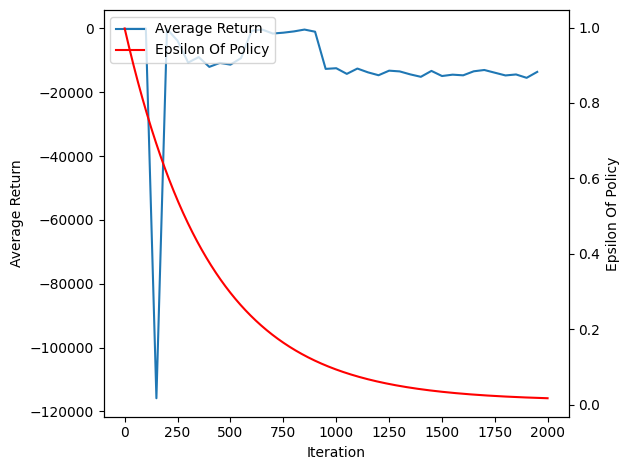 Average Return
Epsilon Of Policy
0
−20000
−40000
−60000
−80000
−100000
−120000
Average Return
1.0
0.8
0.6
0.4
0.2
0.0
Epsilon Of Policy
0 250 500 750 1000 1250 1500 1750 2000
Iteration